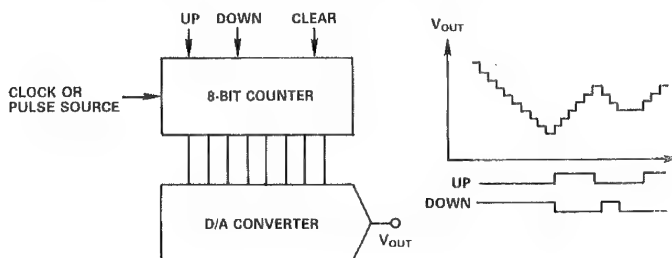 UP DOWN CLEAR
CLOCK OR
PULSE SOURCE
8-BIT COUNTER
D/A CONVERTER
VOUT
VOUT
UP
DOWN